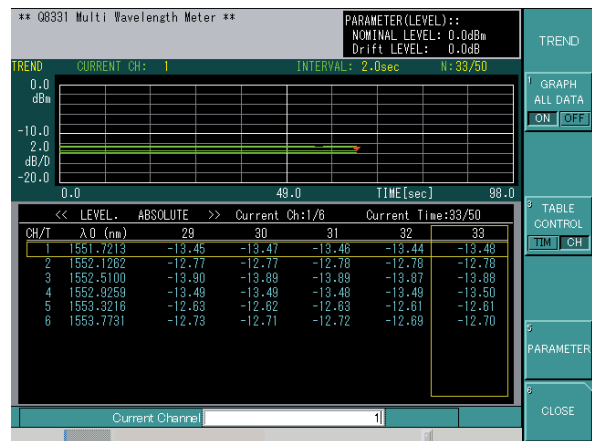 ** Q8331 Multi Wavelength Meter **
PARAMETER(LEVEL)::
NOMINAL LEVEL: 0.0dBm
Drift LEVEL: 0.0dB
TREND
TREND CURRENT CH: 1 INTERVAL: 2.0sec N:33/50
0.0
dBm
-10.0
2.0
dB/D
-20.0
0.0 49.0 TIME[sec] 98.0
1 GRAPH
ALL DATA
ON OFF
<< LEVEL. ABSOLUTE >> Current Ch:1/6 Current Time:33/50
CH/T λ0 (nm) 29 30 31 32 33
1 1551.7213 -13.45 -13.47 -13.46 -13.44 -13.48
2 1552.1262 -12.77 -12.77 -12.78 -12.78 -12.78
3 1552.5100 -13.90 -13.89 -13.89 -13.87 -13.88
4 1552.9259 -13.49 -13.49 -13.48 -13.49 -13.50
5 1553.3216 -12.63 -12.62 -12.63 -12.61 -12.61
6 1553.7731 -12.73 -12.71 -12.72 -12.69 -12.70
3 TABLE
CONTROL
TIM CH
5
PARAMETER
6
CLOSE
Current Channel 1